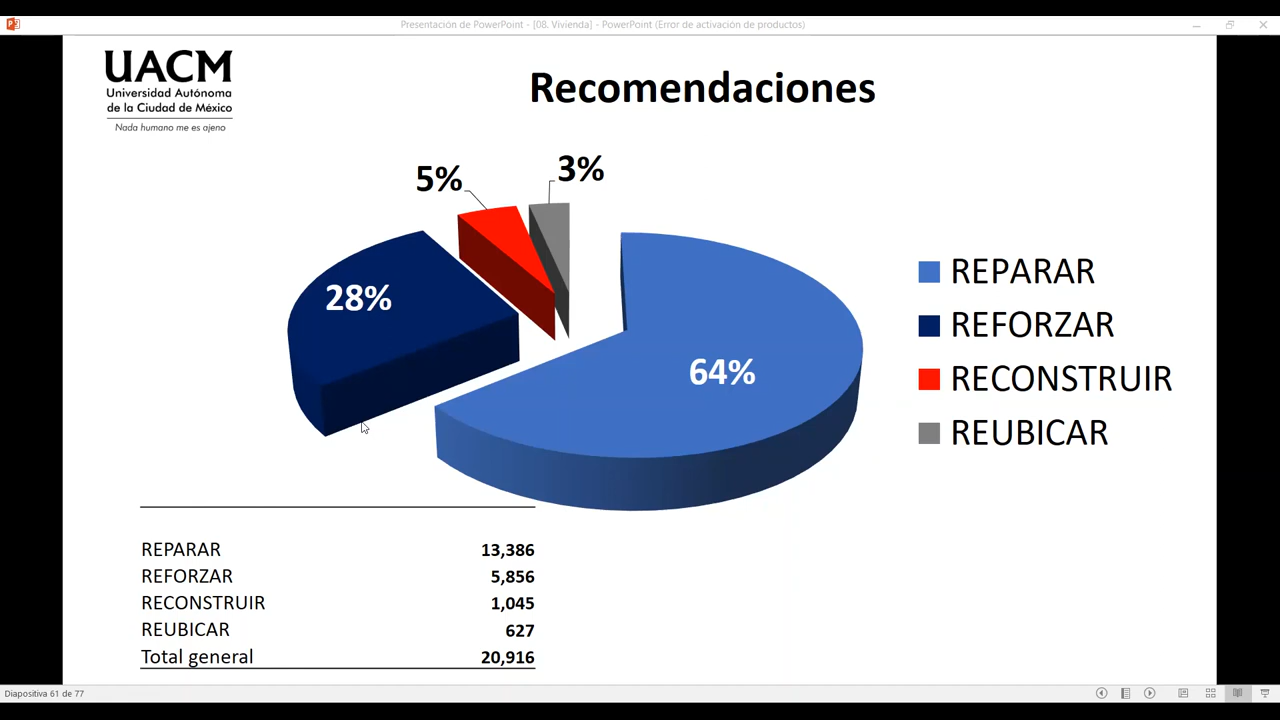 Presentación de PowerPoint - [08. Vivienda] - PowerPoint (Error de activación de productos)
UACM
Universidad Autónoma
de la Ciudad de México
Nada humano me es ajeno
Recomendaciones
5%
3%
28%
64%
REPARAR
REFORZAR
RECONSTRUIR
REUBICAR
REPARAR 13,386
REFORZAR 5,856
RECONSTRUIR 1,045
REUBICAR 627
Total general 20,916
Diapositiva 61 de 77